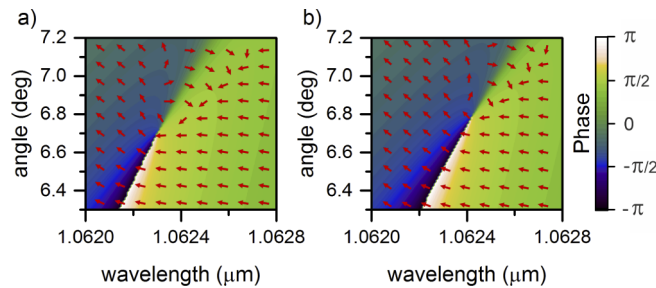 a)
7.2
7.0
6.8
6.6
6.4
angle (deg)
1.0620
1.0624
1.0628
wavelength (μm)
b)
7.2
7.0
6.8
6.6
6.4
angle (deg)
1.0620
1.0624
1.0628
wavelength (μm)
Phase
π
π/2
0
-π/2
-π